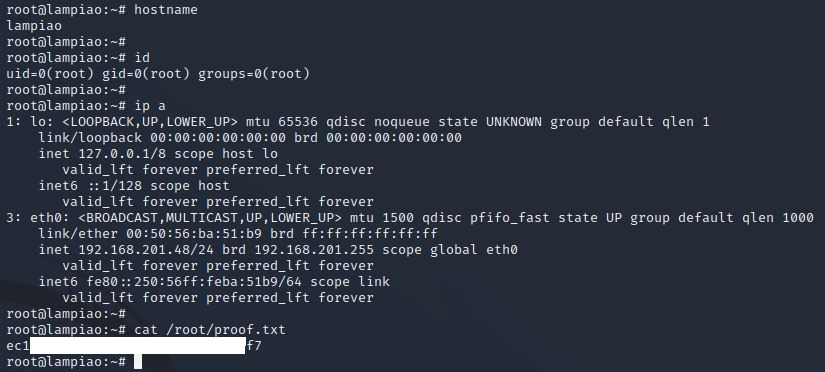 root@lampiao:~# hostname
lampiao
root@lampiao:~#
root@lampiao:~# id
uid=0(root) gid=0(root) groups=0(root)
root@lampiao:~#
root@lampiao:~# ip a
1: lo: <LOOPBACK,UP,LOWER_UP> mtu 65536 qdisc noqueue state UNKNOWN group default qlen 1
    link/loopback 00:00:00:00:00:00 brd 00:00:00:00:00:00
    inet 127.0.0.1/8 scope host lo
       valid_lft forever preferred_lft forever
    inet6 ::1/128 scope host
       valid_lft forever preferred_lft forever
3: eth0: <BROADCAST,MULTICAST,UP,LOWER_UP> mtu 1500 qdisc pfifo_fast state UP group default qlen 1000
    link/ether 00:50:56:ba:51:b9 brd ff:ff:ff:ff:ff:ff
    inet 192.168.201.48/24 brd 192.168.201.255 scope global eth0
       valid_lft forever preferred_lft forever
    inet6 fe80::250:56ff:feba:51b9/64 scope link
       valid_lft forever preferred_lft forever
root@lampiao:~#
root@lampiao:~# cat /root/proof.txt
ec1 f7
root@lampiao:~#